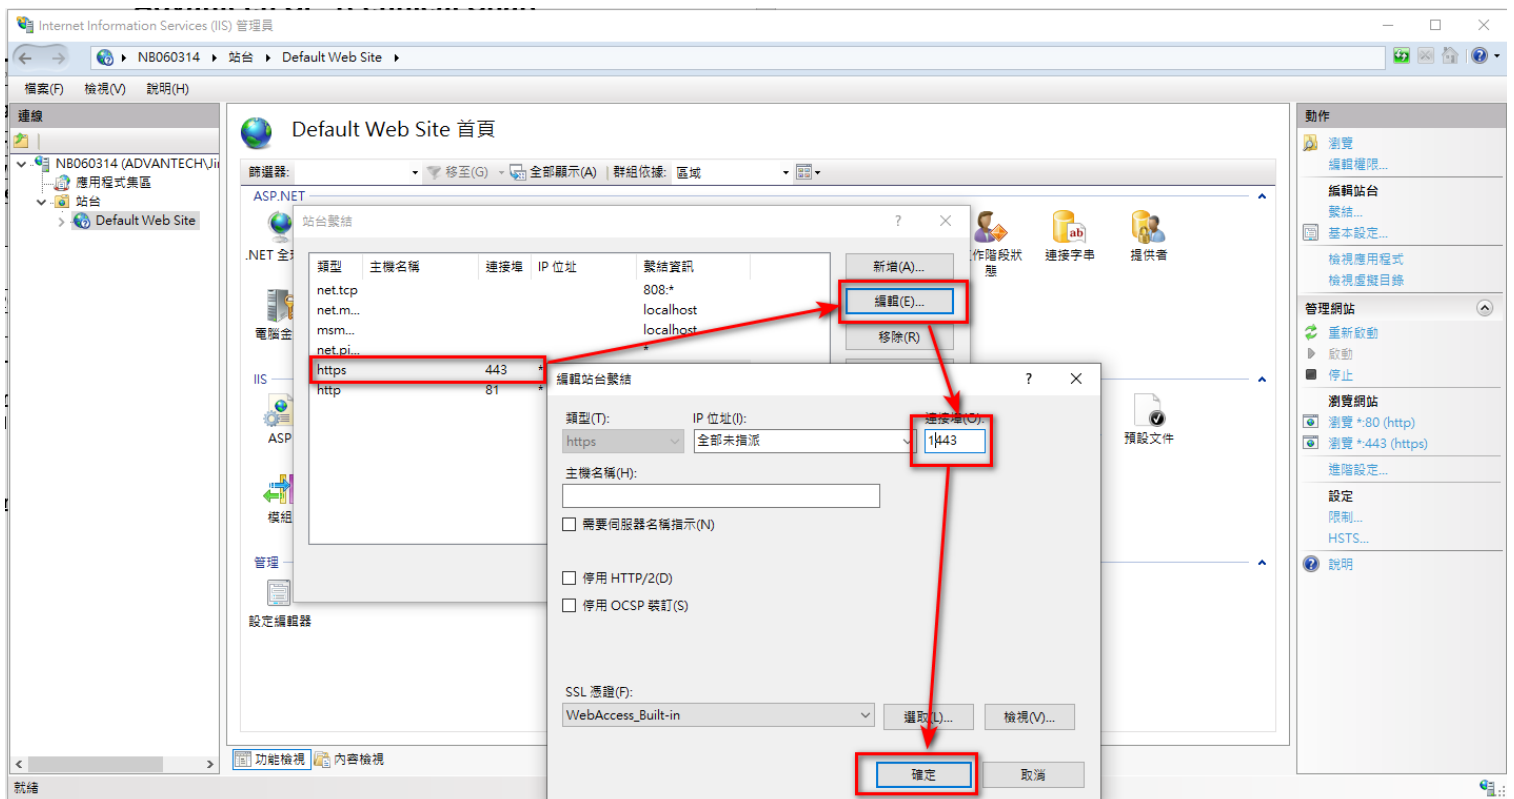 Internet Information Services (IIS) 管理員
NB060314 站台 Default Web Site
檔案(F) 檢視(V) 說明(H)
連線
NB060314 (ADVANTECH\Ji
應用程式集區
站台
Default Web Site
Default Web Site 首頁
篩選器: 移至(G) 全部顯示(A) 群組依據: 區域
ASP.NET
.NET 全
電腦金
作階段狀
態
連接字串
提供者
IIS
ASP
模組
預設文件
管理
設定編輯器
站台繫結
類型 主機名稱 連接埠 IP 位址 繫結資訊
net.tcp 808:*
net.m... localhost
msm... localhost
net.pi... *
https 443 *
http 81 *
新增(A)...
編輯(E)...
移除(R)
編輯站台繫結
類型(T): IP 位址(I): 連接埠(O):
https 全部未指派 1443
主機名稱(H):
需要伺服器名稱指示(N)
停用 HTTP/2(D)
停用 OCSP 裝訂(S)
SSL 憑證(F):
WebAccess_Built-in 選取(L)... 檢視(V)...
確定 取消
動作
瀏覽
編輯權限...
編輯站台
繫結...
基本設定...
檢視應用程式
檢視虛擬目錄
管理網站
重新啟動
啟動
停止
瀏覽網站
瀏覽 *:80 (http)
瀏覽 *:443 (https)
進階設定...
設定
限制...
HSTS...
說明
功能檢視 內容檢視
就緒